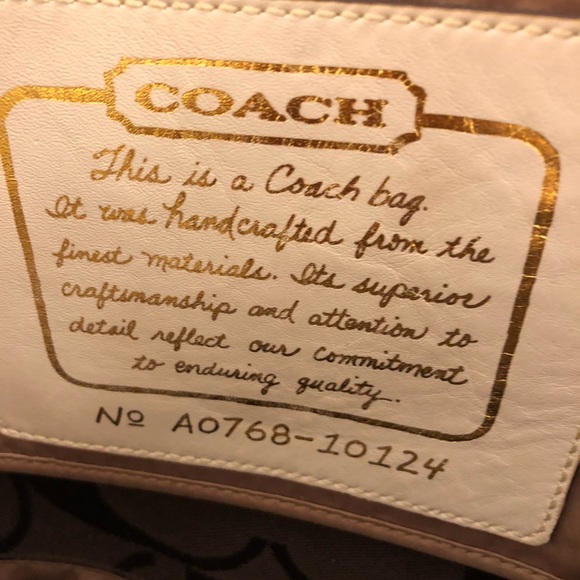 COACH
This is a Coach bag.
It was handcrafted from the
finest materials. Its superior
craftsmanship and attention to
detail reflect our commitment
to enduring quality.
Nº A0768-10124